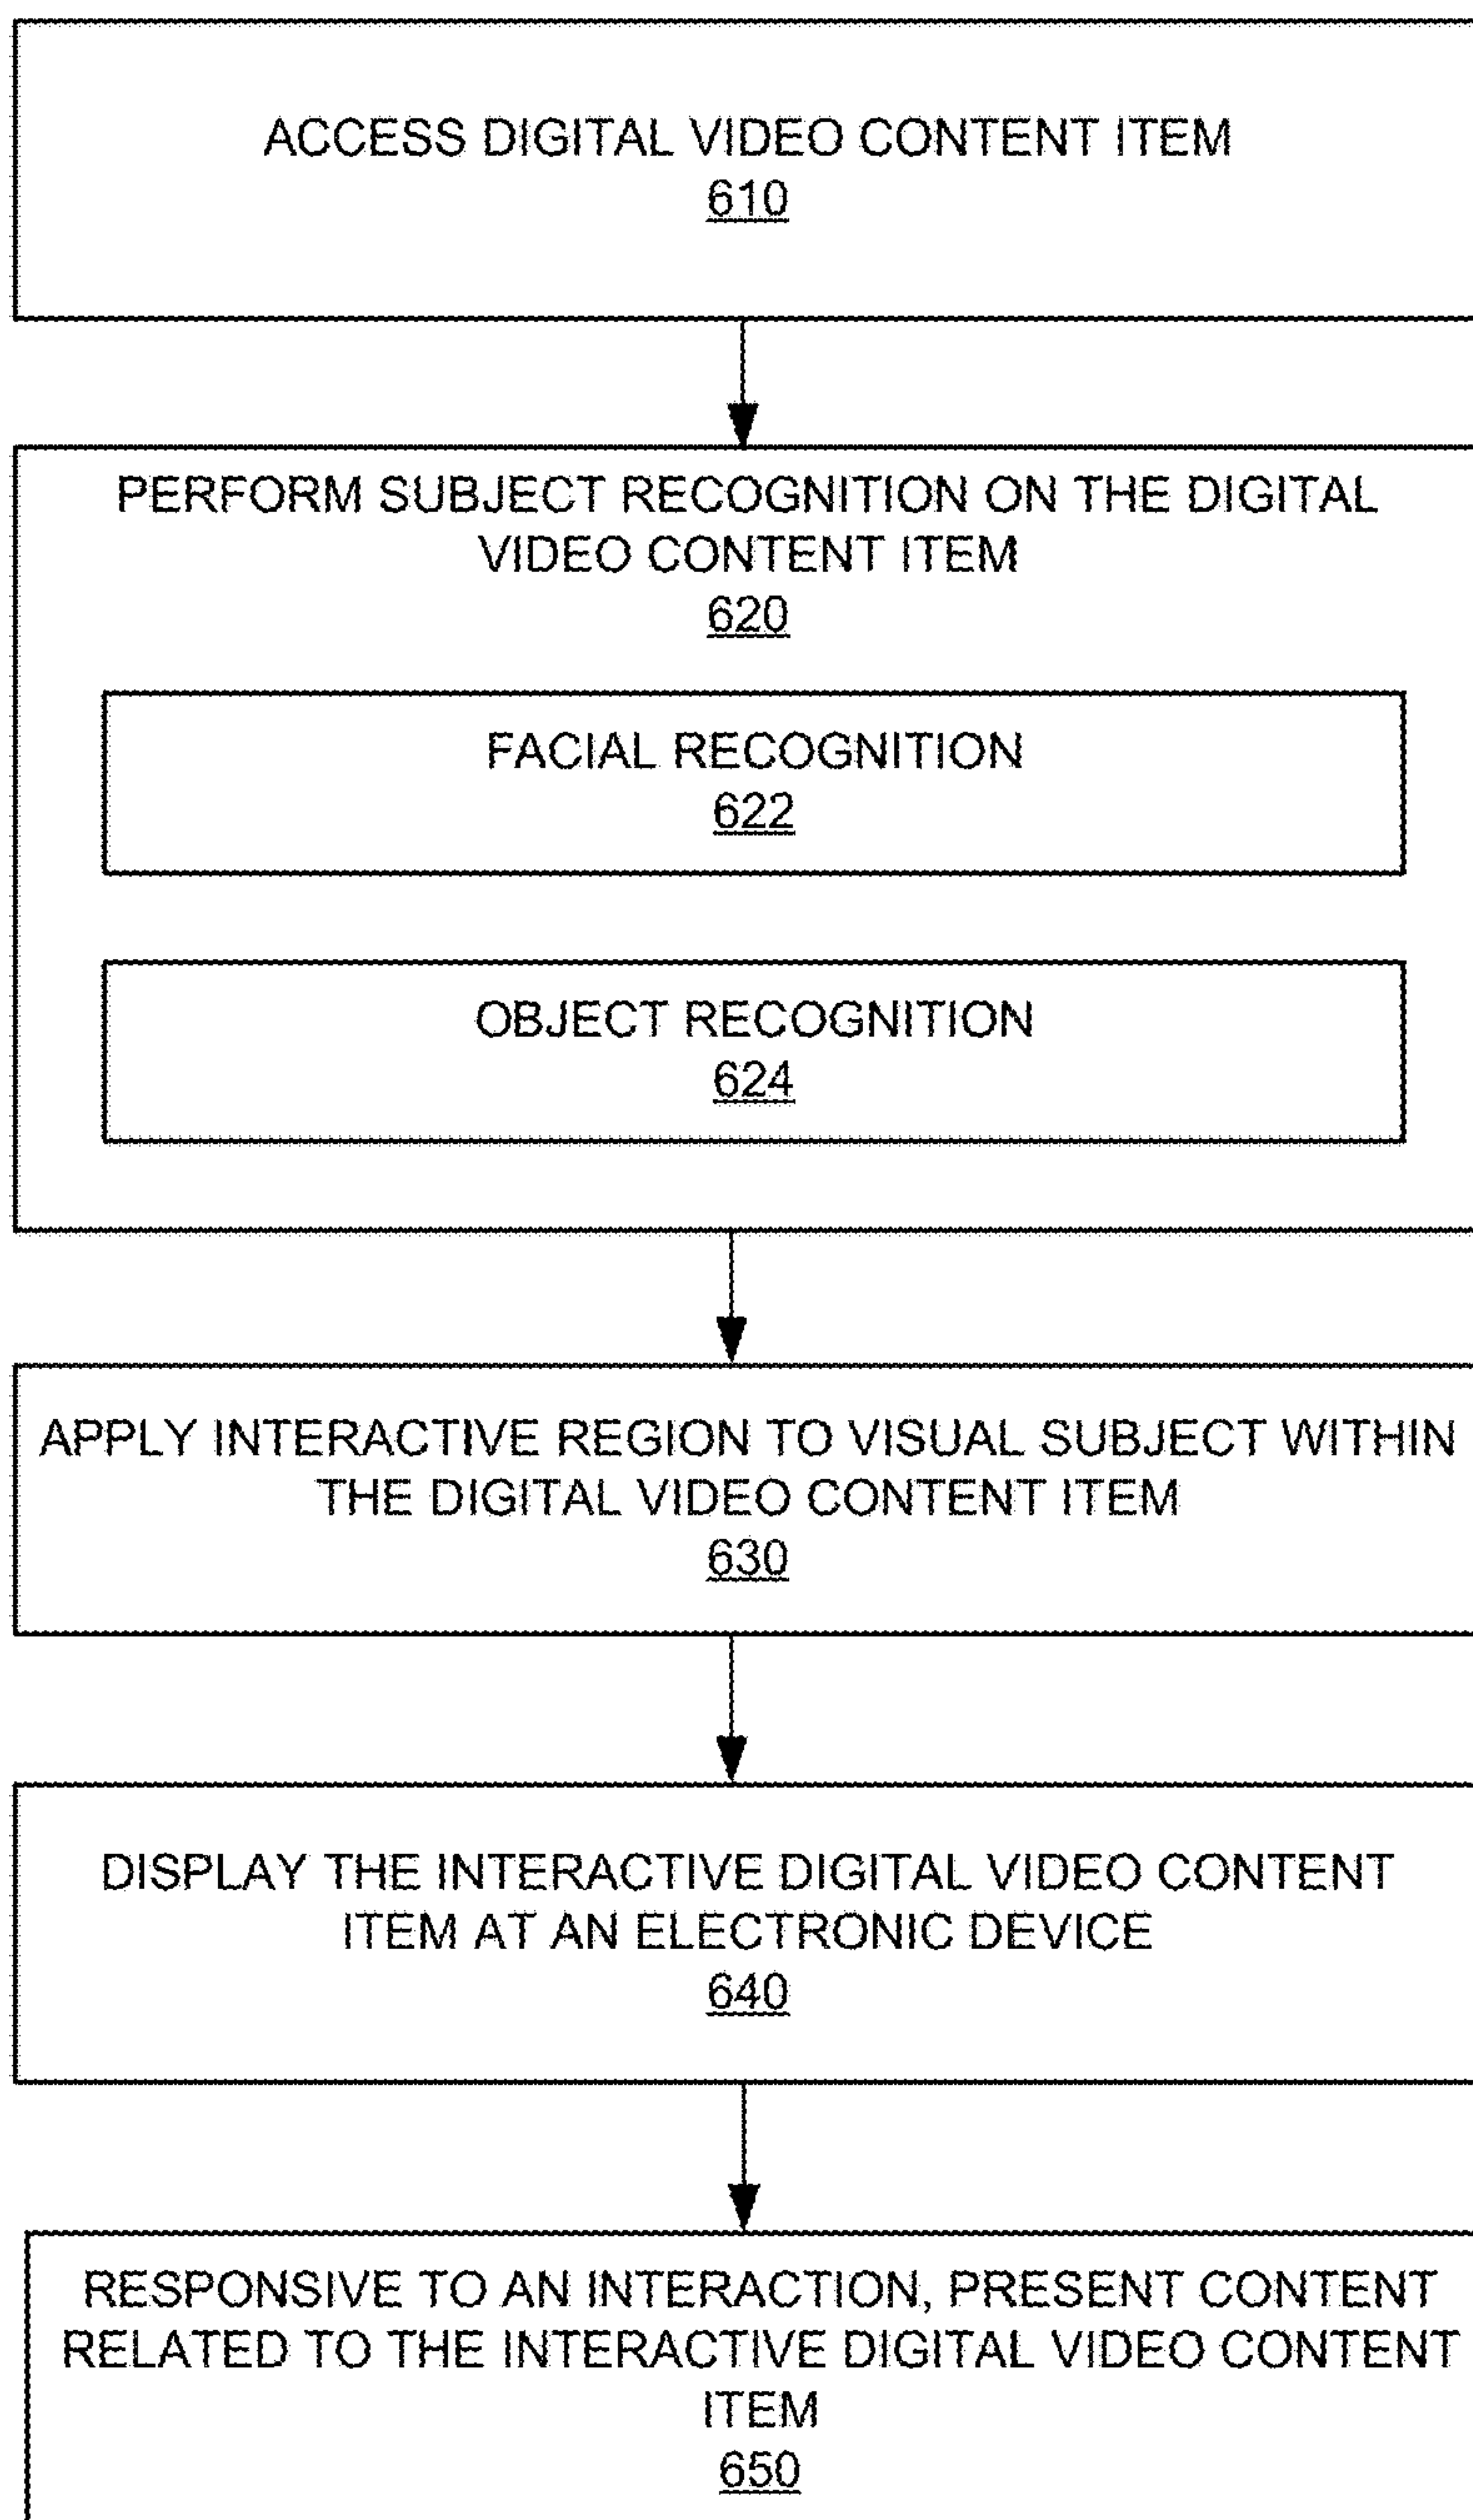 ACCESS DIGITAL VIDEO CONTENT ITEM
610
PERFORM SUBJECT RECOGNITION ON THE DIGITAL
VIDEO CONTENT ITEM
620
FACIAL RECOGNITION
622
OBJECT RECOGNITION
624
APPLY INTERACTIVE REGION TO VISUAL SUBJECT WITHIN
THE DIGITAL VIDEO CONTENT ITEM
630
DISPLAY THE INTERACTIVE DIGITAL VIDEO CONTENT
ITEM AT AN ELECTRONIC DEVICE
640
RESPONSIVE TO AN INTERACTION, PRESENT CONTENT
RELATED TO THE INTERACTIVE DIGITAL VIDEO CONTENT
ITEM
650